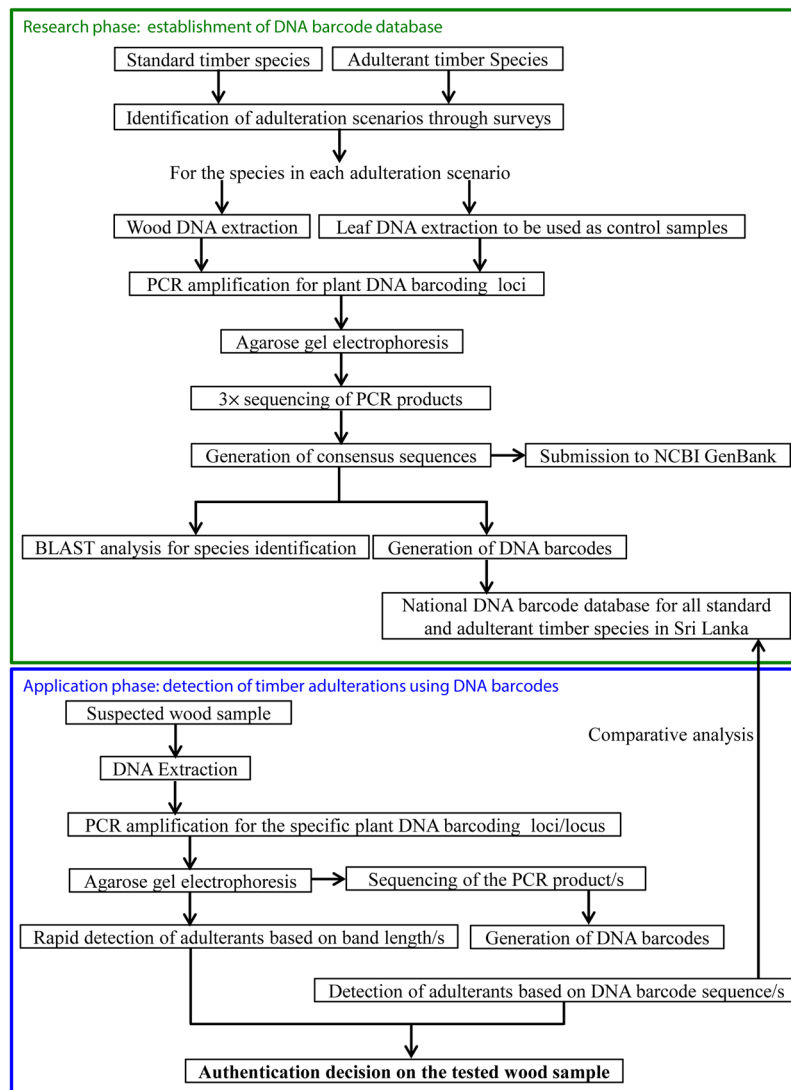 Research phase: establishment of DNA barcode database
Standard timber species
Adulterant timber Species
Identification of adulteration scenarios through surveys
For the species in each adulteration scenario
Wood DNA extraction
Leaf DNA extraction to be used as control samples
PCR amplification for plant DNA barcoding loci
Agarose gel electrophoresis
3× sequencing of PCR products
Generation of consensus sequences
Submission to NCBI GenBank
BLAST analysis for species identification
Generation of DNA barcodes
National DNA barcode database for all standard
and adulterant timber species in Sri Lanka
Application phase: detection of timber adulterations using DNA barcodes
Suspected wood sample
Comparative analysis
DNA Extraction
PCR amplification for the specific plant DNA barcoding loci/locus
Agarose gel electrophoresis
Sequencing of the PCR product/s
Rapid detection of adulterants based on band length/s
Generation of DNA barcodes
Detection of adulterants based on DNA barcode sequence/s
Authentication decision on the tested wood sample